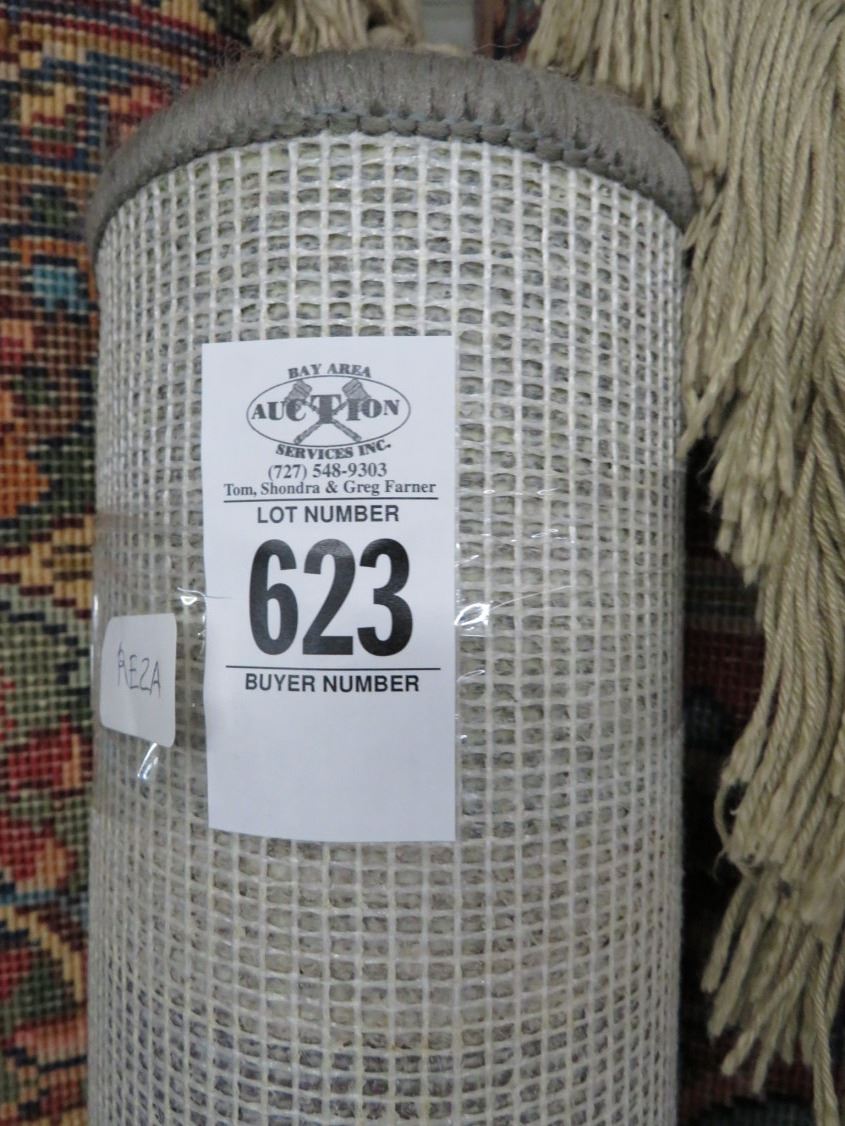 BAY AREA
AUCTION
SERVICES INC.
(727) 548-9303
Tom, Shondra & Greg Farner
LOT NUMBER
623
BUYER NUMBER
REZA